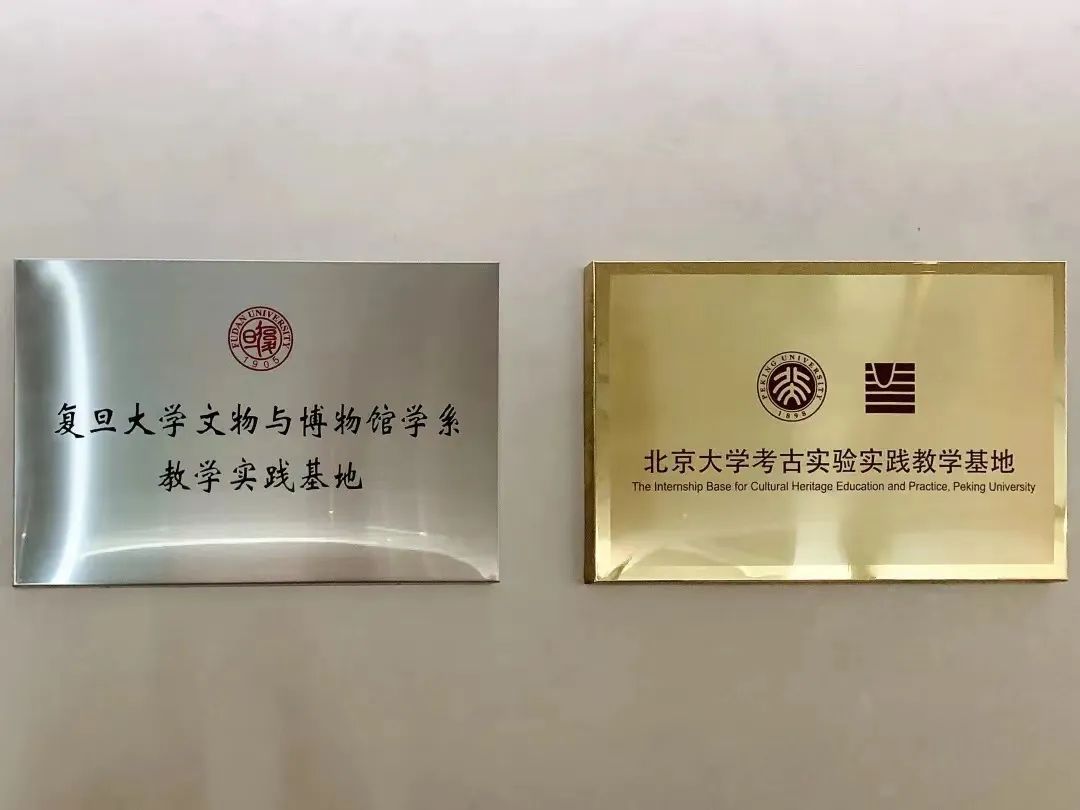 FUDAN UNIVERSITY
1905
复旦大学文物与博物馆学系
教学实践基地
PEKING UNIVERSITY
1898
北京大学考古实验实践教学基地
The Internship Base for Cultural Heritage Education and Practice, Peking University